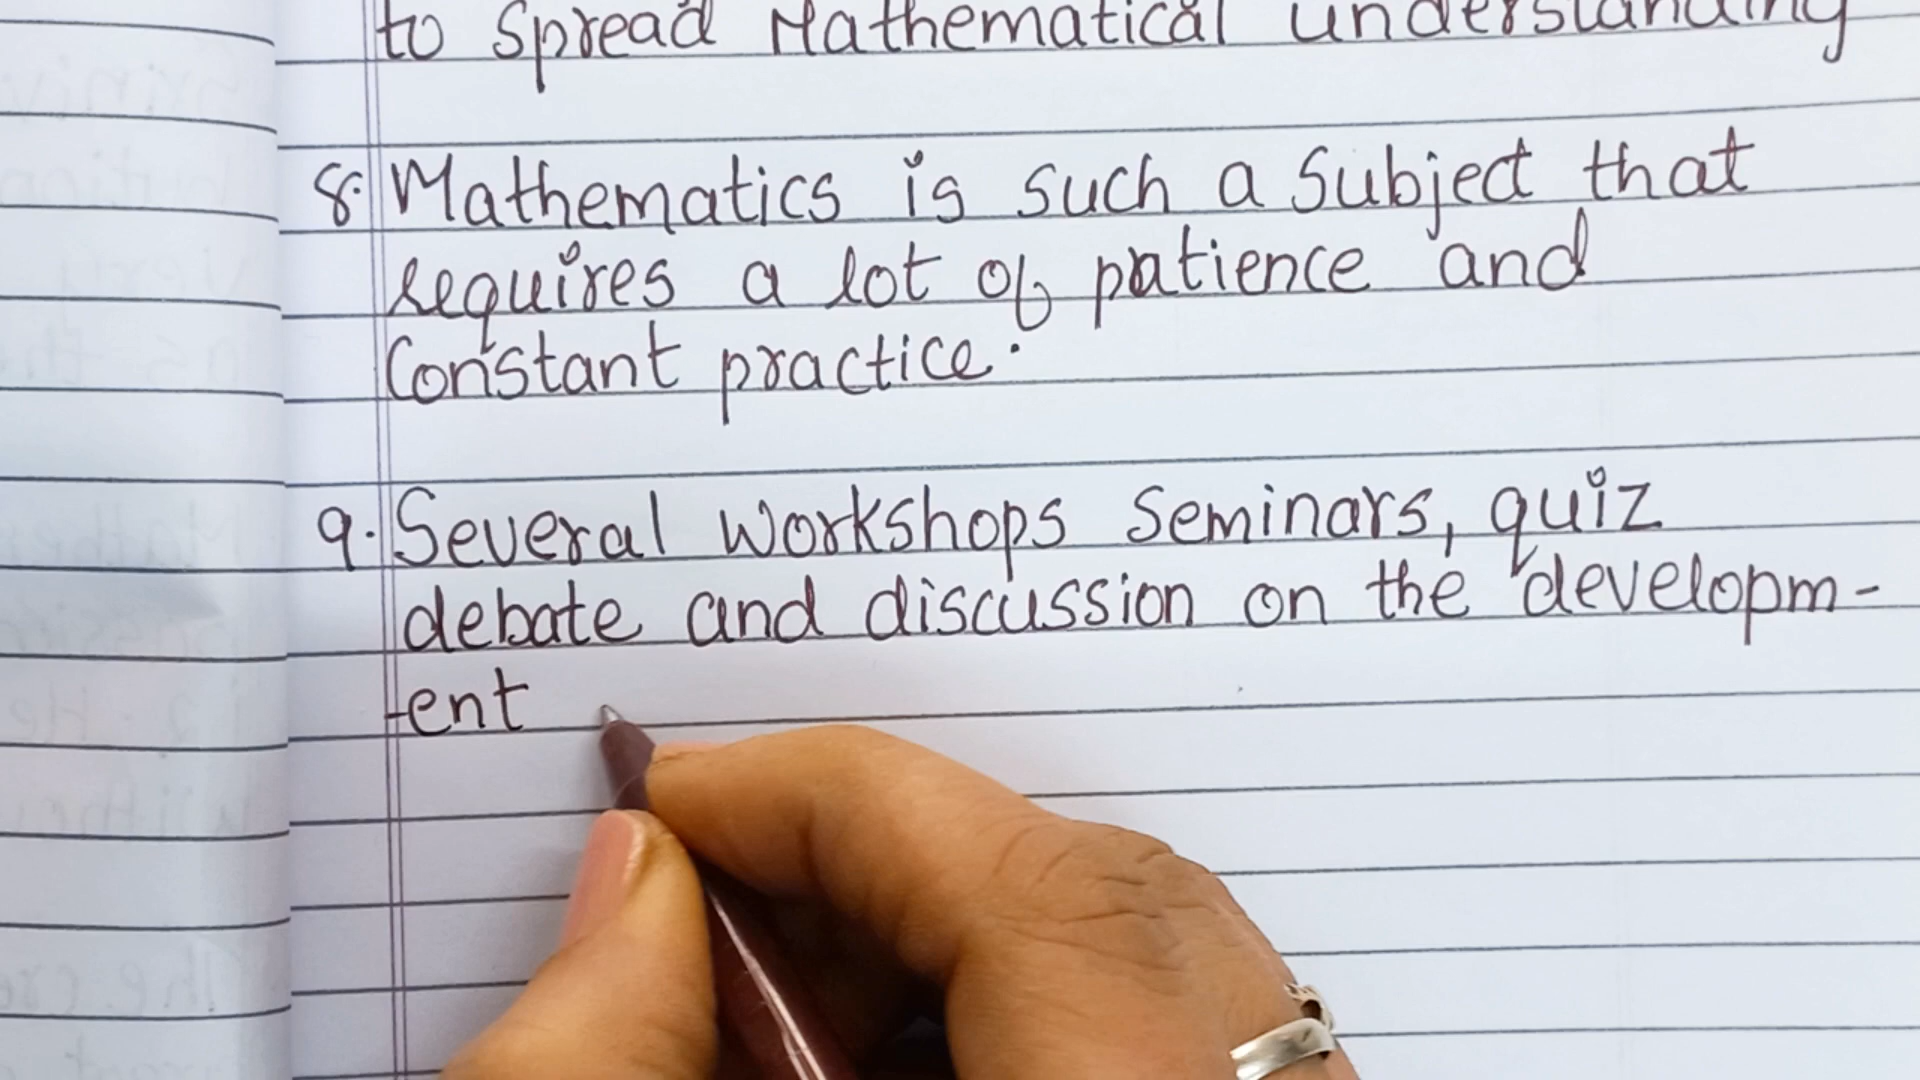 to spread Mathematical understanding
8. Mathematics is such a subject that
requires a lot of patience and
Constant practice.
9. Several workshops seminars, quiz
debate and discussion on the developm-
-ent